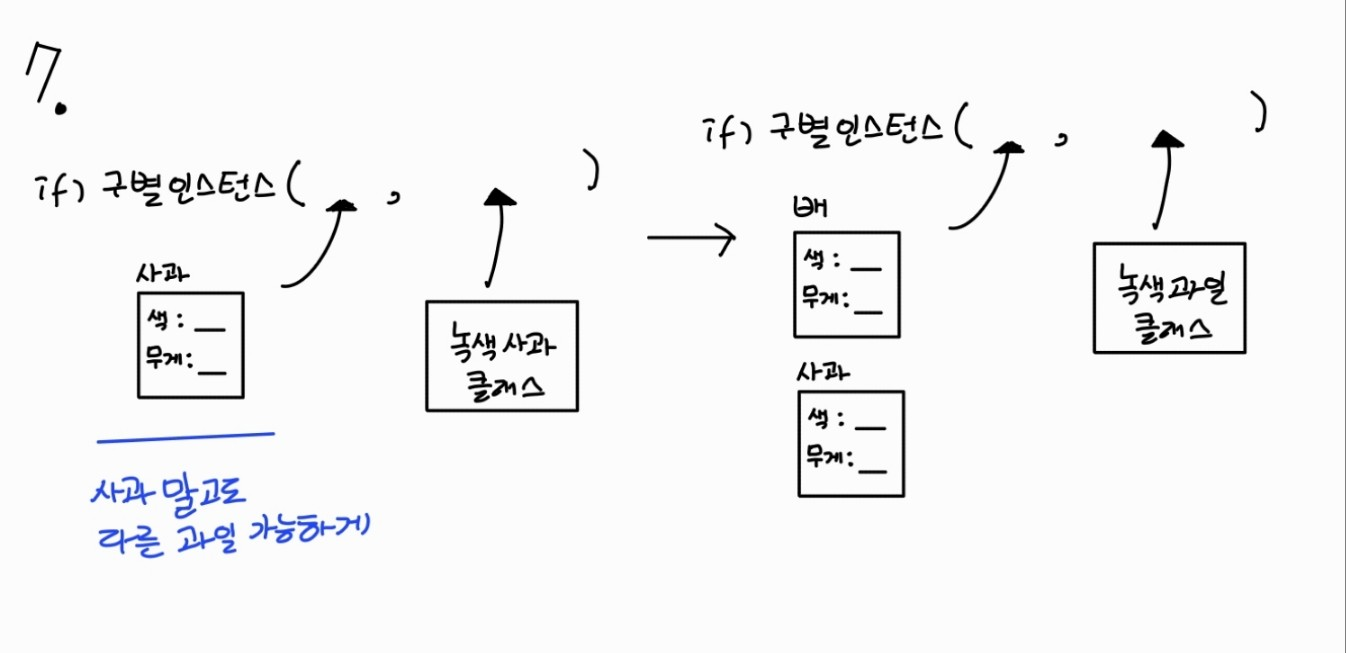 7.
if) 구별인스턴스( , )
사과
색 : __
무게: __
녹색 사과
클래스
사과 말고도
다른 과일 가능하게
if) 구별인스턴스( , )
배
색 : __
무게: __
사과
색 : __
무게: __
녹색 과일
클래스